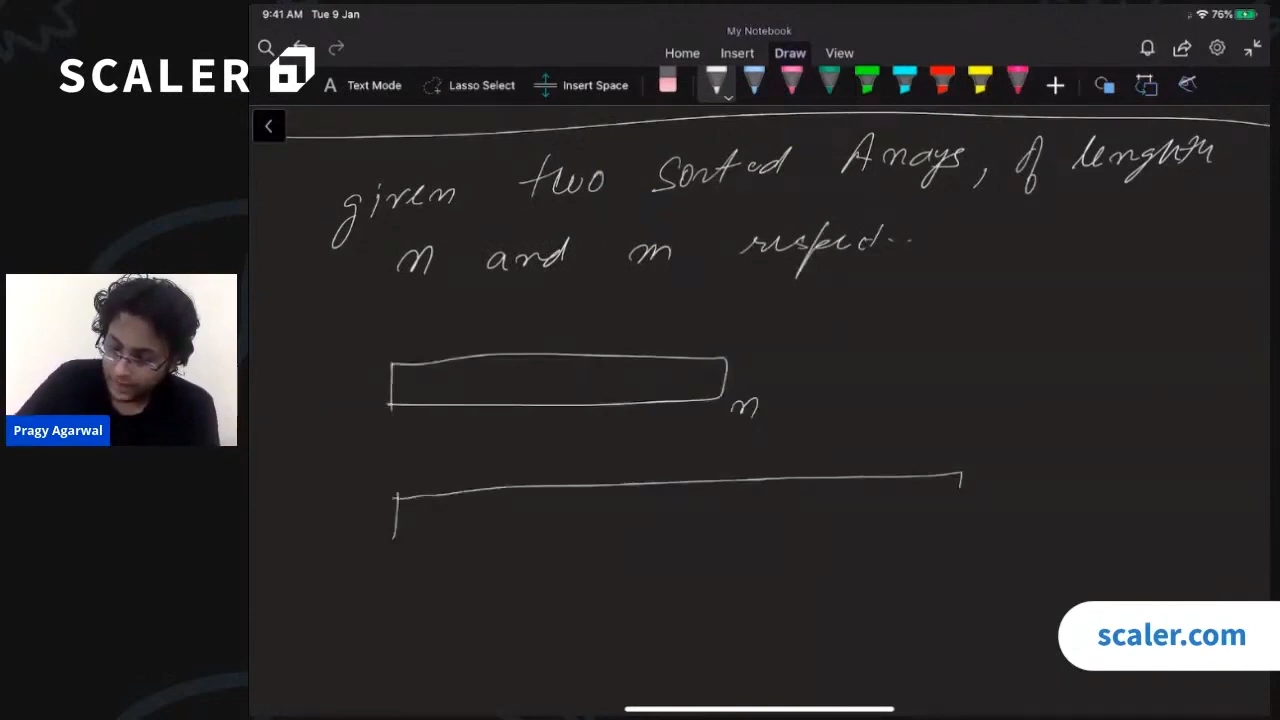 9:41 AM Tue 9 Jan
76%
My Notebook
Home Insert Draw View
SCALER
A Text Mode Lasso Select Insert Space
given two sorted Arrays, of lenghth
n and m respect..
n
Pragy Agarwal
scaler.com